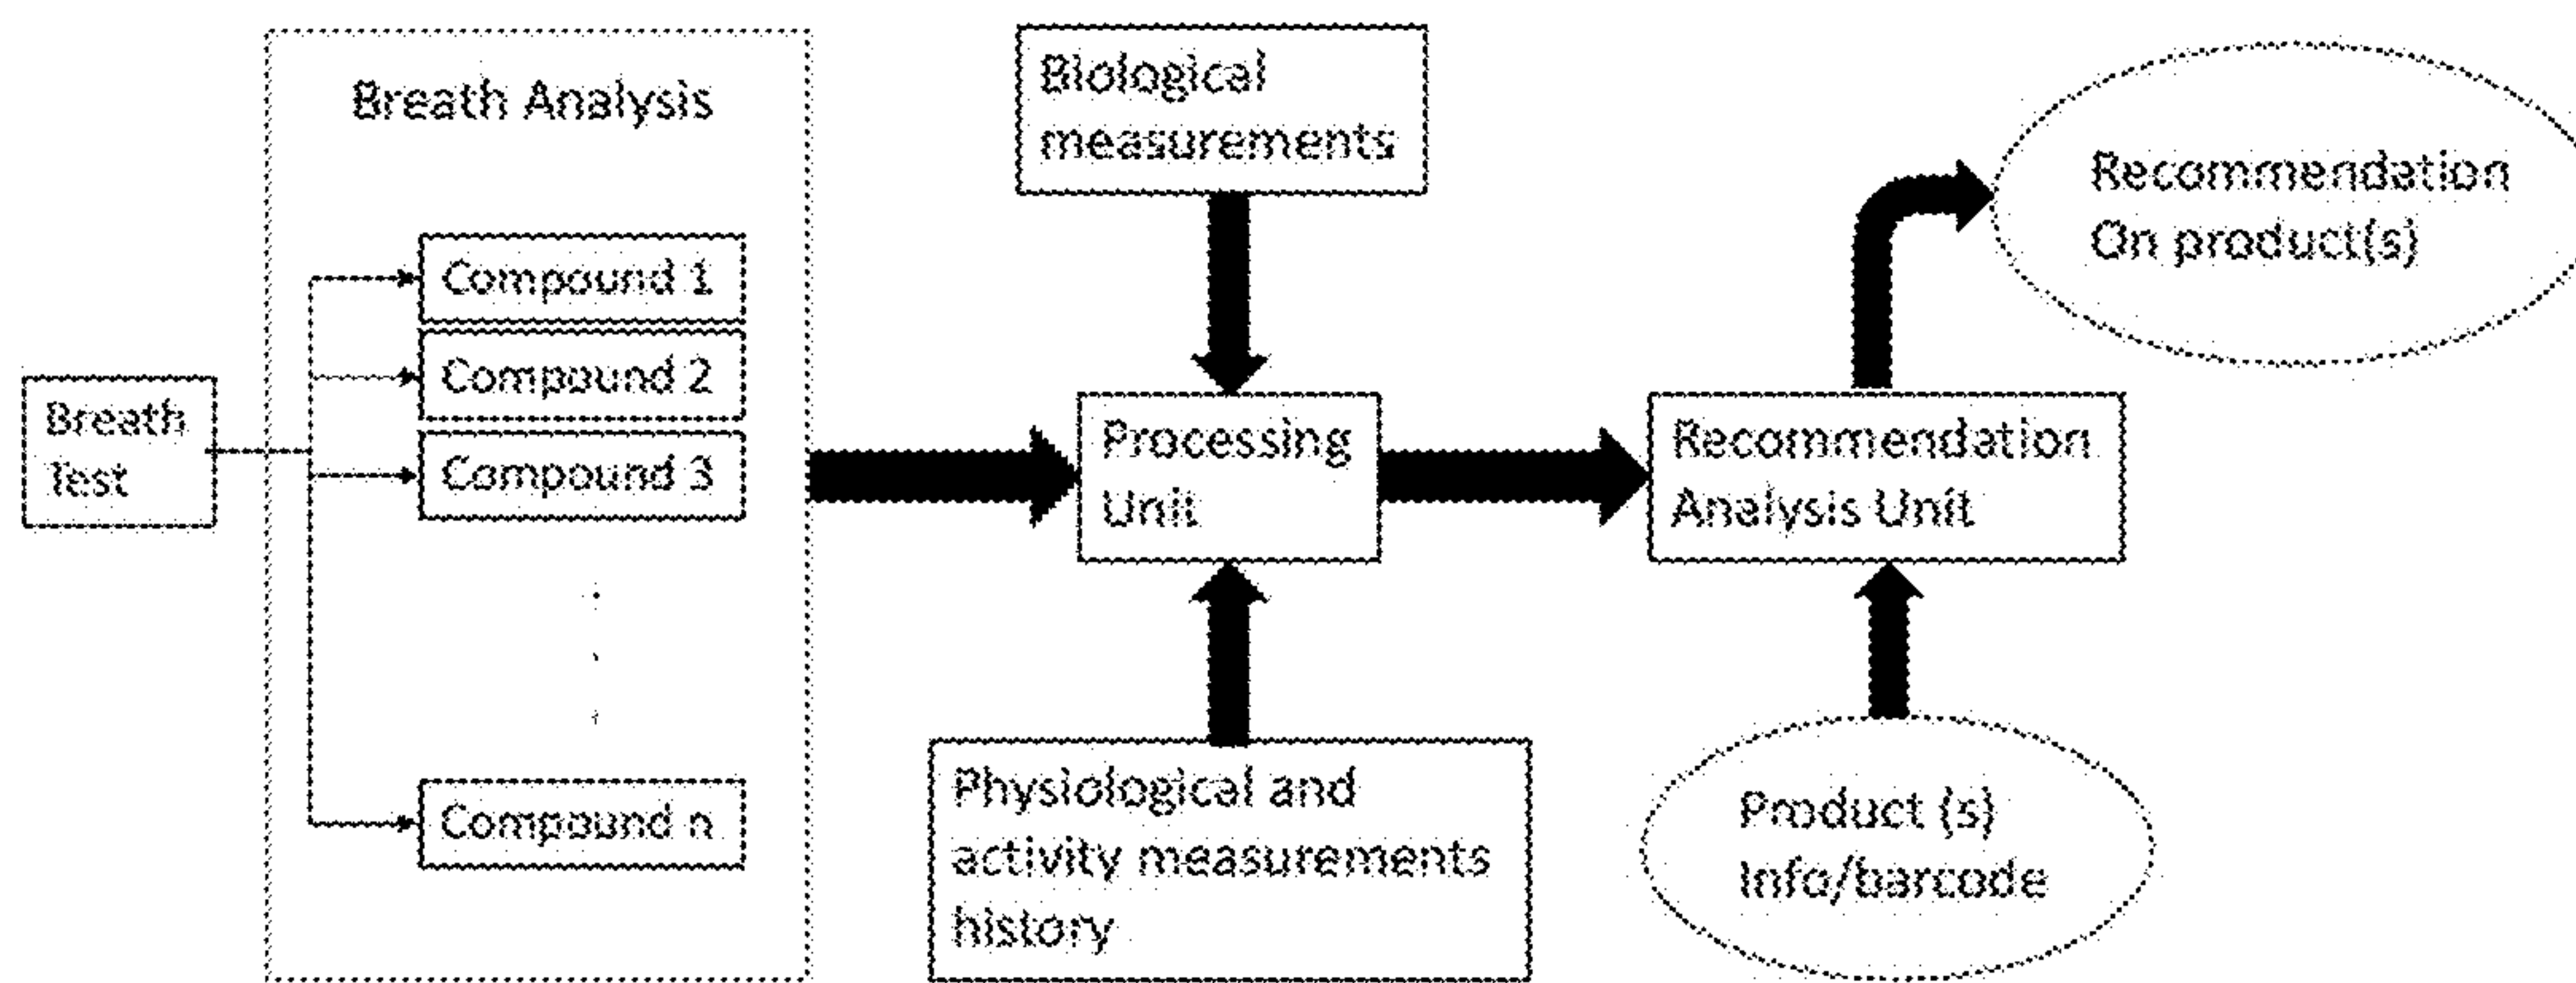 Breath Analysis
Compound 1
Compound 2
Compound 3
Compound n
Breath
Test
Biological
measurements
Processing
Unit
Physiological and
activity measurements
history
Recommendation
Analysis Unit
Recommendation
On product(s)
Product (s)
Info/barcode